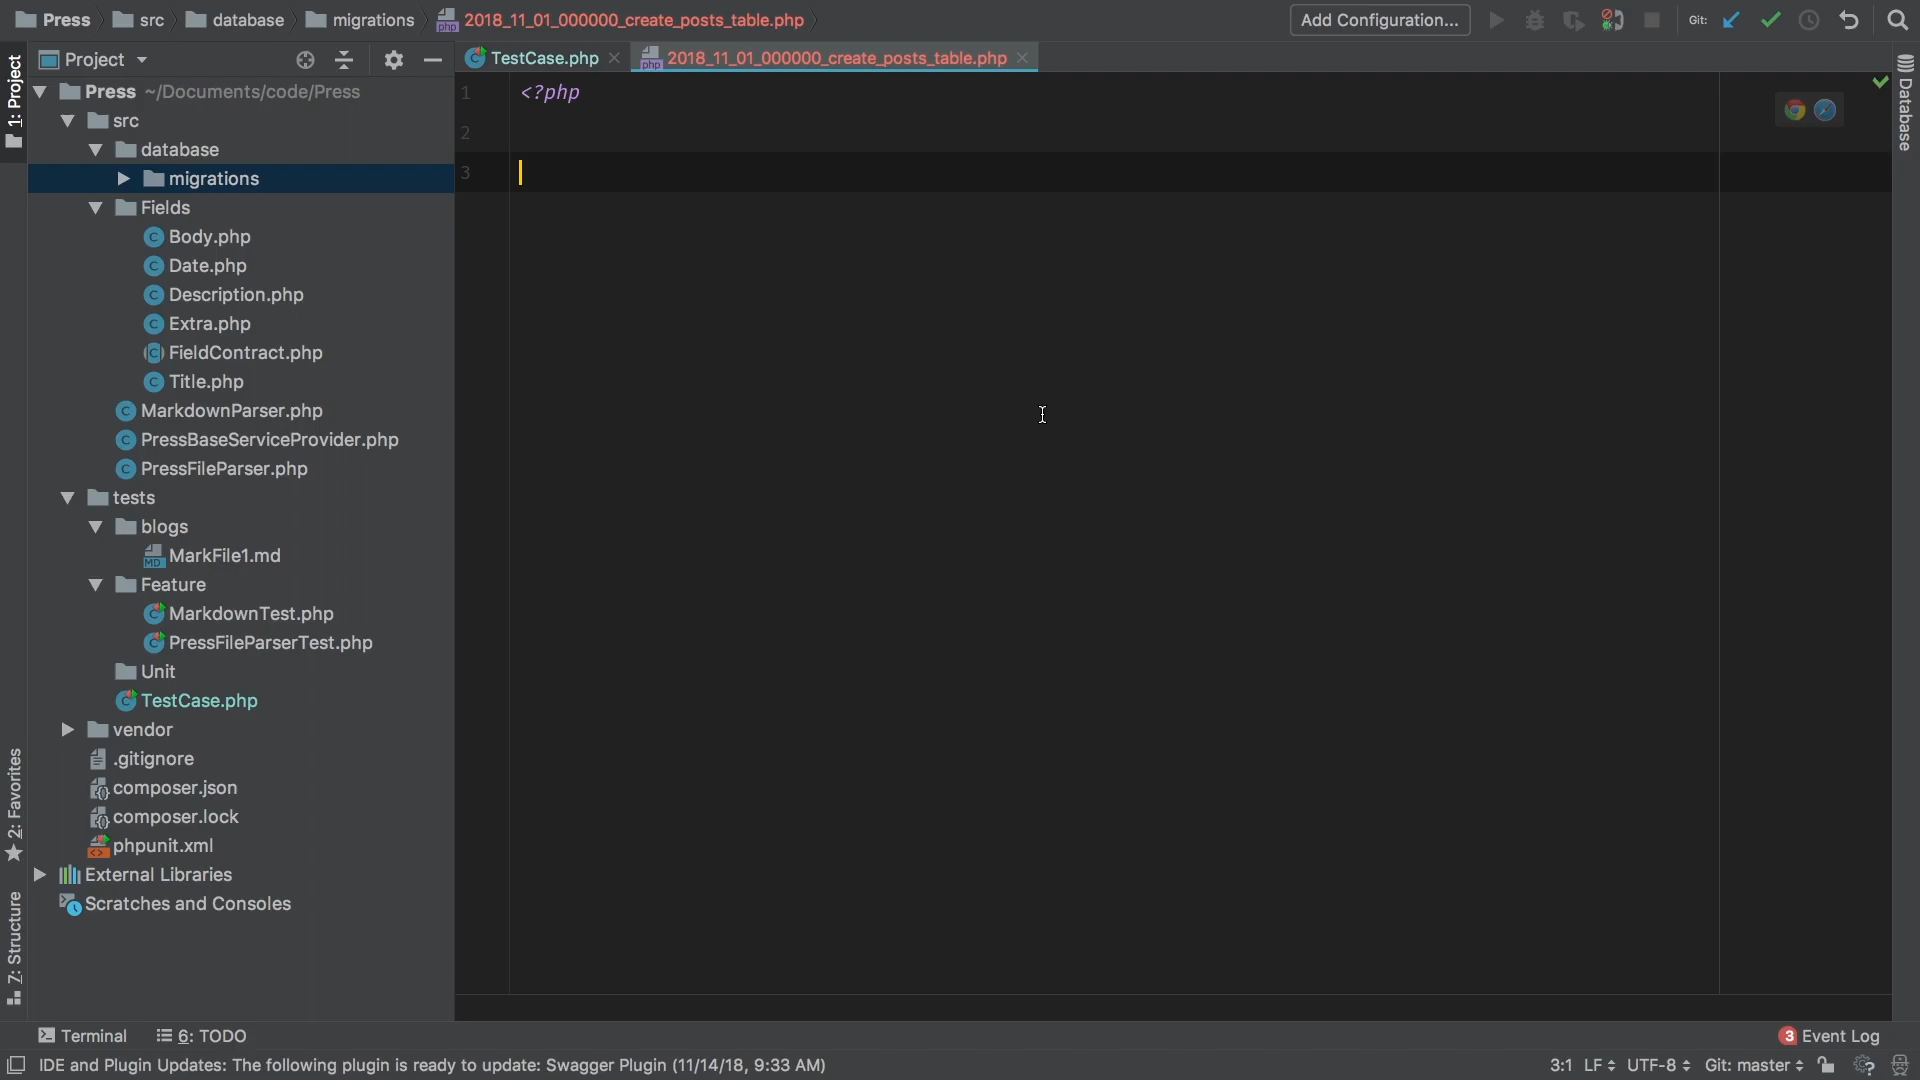 Press src database migrations 2018_11_01_000000_create_posts_table.php Add Configuration... Git:
1: Project
Project
TestCase.php 2018_11_01_000000_create_posts_table.php
Press ~/Documents/code/Press
src
database
migrations
Fields
Body.php
Date.php
Description.php
Extra.php
FieldContract.php
Title.php
MarkdownParser.php
PressBaseServiceProvider.php
PressFileParser.php
tests
blogs
MarkFile1.md
Feature
MarkdownTest.php
PressFileParserTest.php
Unit
TestCase.php
vendor
.gitignore
composer.json
composer.lock
phpunit.xml
External Libraries
Scratches and Consoles
1 <?php
2
3
Database
2: Favorites
Z: Structure
Terminal 6: TODO 3 Event Log
IDE and Plugin Updates: The following plugin is ready to update: Swagger Plugin (11/14/18, 9:33 AM) 3:1 LF UTF-8 Git: master